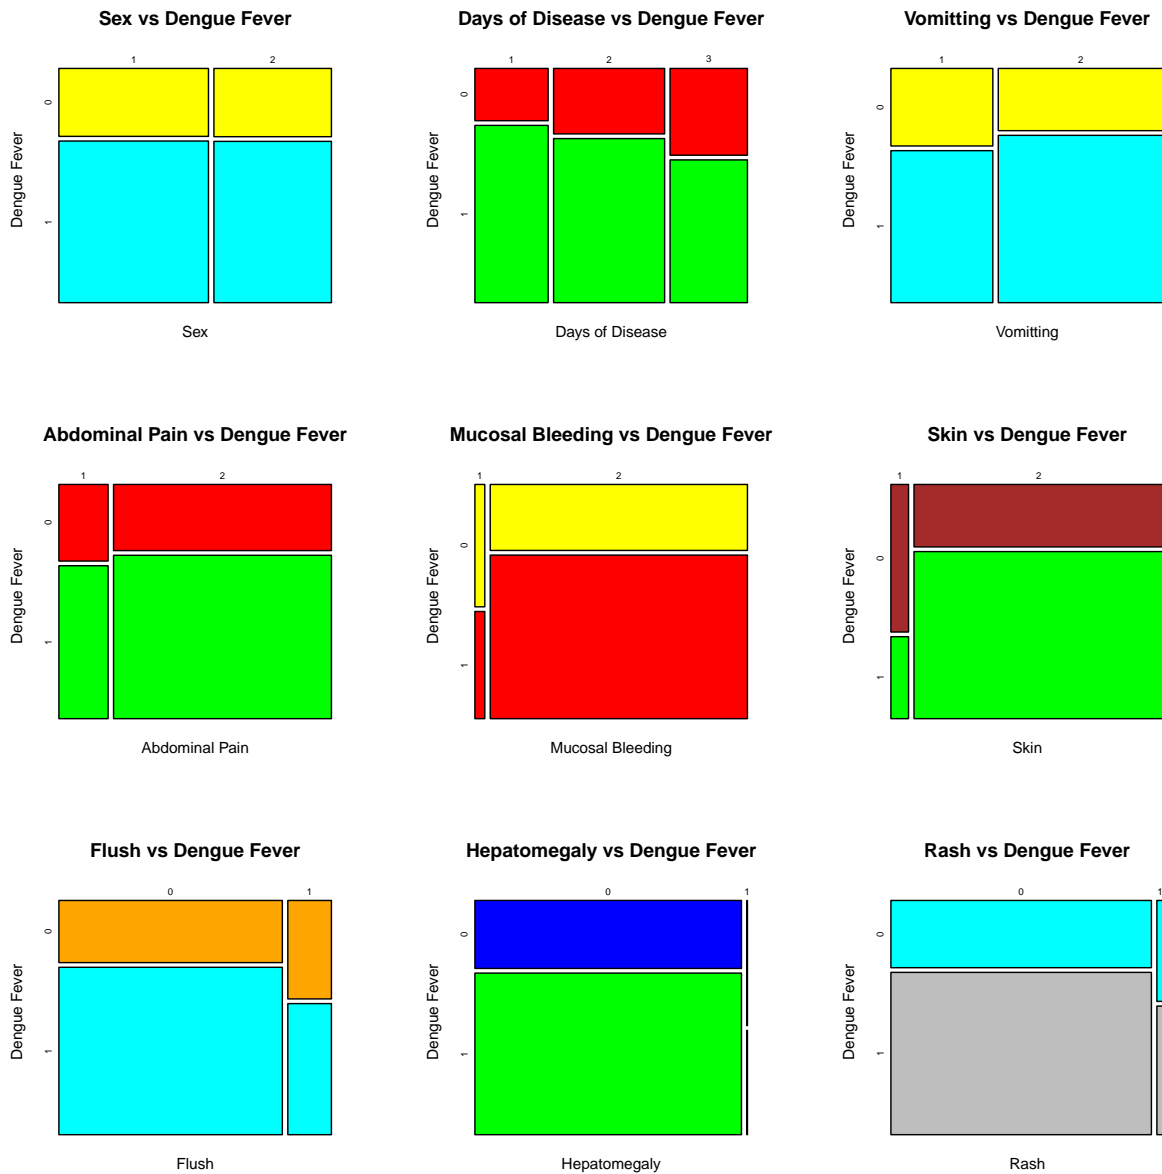 Sex vs Dengue Fever
1 2
0
1
Dengue Fever
Sex
Days of Disease vs Dengue Fever
1 2 3
0
1
Dengue Fever
Days of Disease
Vomitting vs Dengue Fever
1 2
0
1
Dengue Fever
Vomitting
Abdominal Pain vs Dengue Fever
1 2
0
1
Dengue Fever
Abdominal Pain
Mucosal Bleeding vs Dengue Fever
1 2
0
1
Dengue Fever
Mucosal Bleeding
Skin vs Dengue Fever
1 2
0
1
Dengue Fever
Skin
Flush vs Dengue Fever
0 1
0
1
Dengue Fever
Flush
Hepatomegaly vs Dengue Fever
0 1
0
1
Dengue Fever
Hepatomegaly
Rash vs Dengue Fever
0 1
0
1
Dengue Fever
Rash